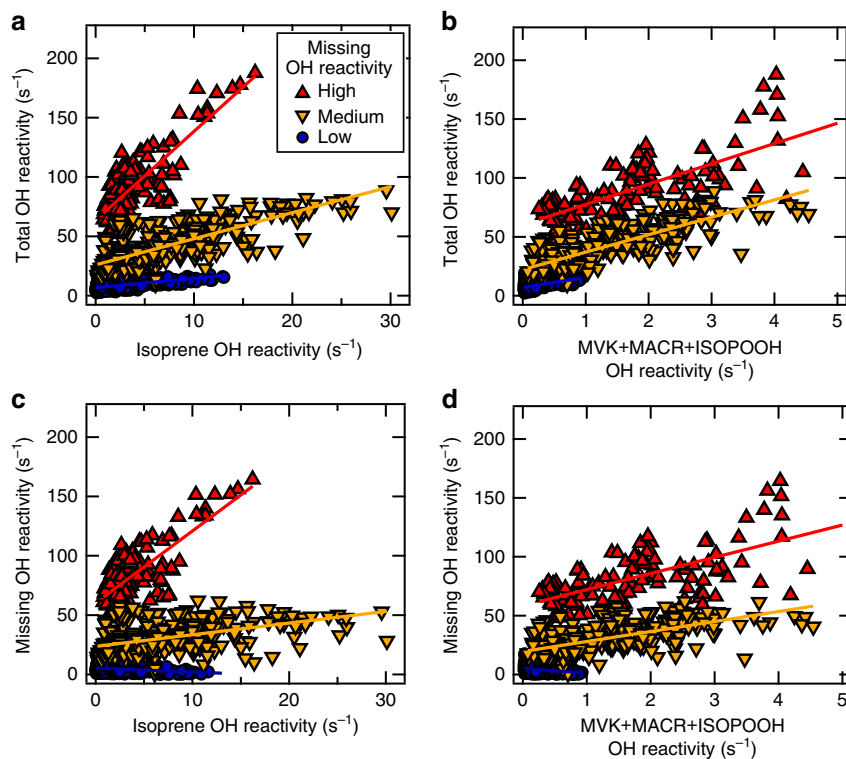 a
Total OH reactivity (s⁻¹)
200
150
100
50
0
0 10 20 30
Isoprene OH reactivity (s⁻¹)
Missing
OH reactivity
High
Medium
Low
b
Total OH reactivity (s⁻¹)
200
150
100
50
0
0 1 2 3 4 5
MVK+MACR+ISOPOOH
OH reactivity (s⁻¹)
c
Missing OH reactivity (s⁻¹)
200
150
100
50
0
0 10 20 30
Isoprene OH reactivity (s⁻¹)
d
Missing OH reactivity (s⁻¹)
200
150
100
50
0
0 1 2 3 4 5
MVK+MACR+ISOPOOH
OH reactivity (s⁻¹)